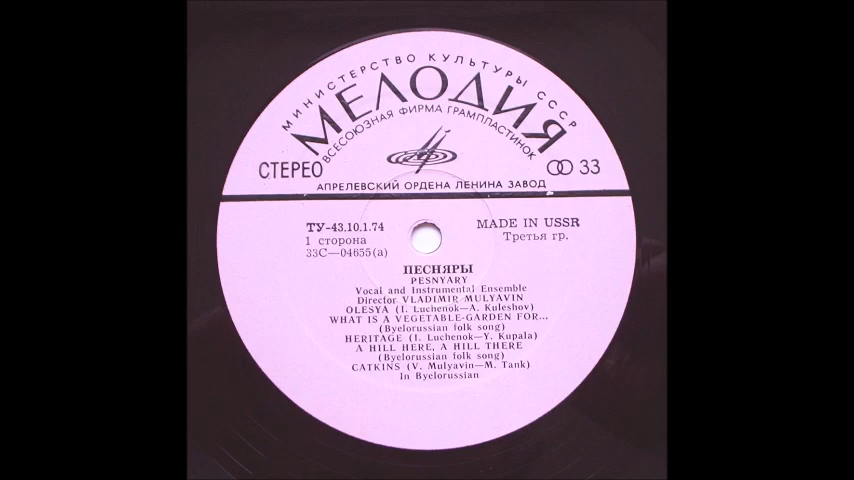 МИНИСТЕРСТВО КУЛЬТУРЫ СССР
МЕЛОДИЯ
ВСЕСОЮЗНАЯ ФИРМА ГРАМПЛАСТИНОК
СТЕРЕО 33
АПРЕЛЕВСКИЙ ОРДЕНА ЛЕНИНА ЗАВОД
ТУ-43.10.1.74 MADE IN USSR
1 сторона Третья гр.
33С—04655(а)
ПЕСНЯРЫ
PESNYARY
Vocal and Instrumental Ensemble
Director VLADIMIR MULYAVIN
OLESYA (I. Luchenok—A. Kuleshov)
WHAT IS A VEGETABLE-GARDEN FOR...
(Byelorussian folk song)
HERITAGE (I. Luchenok—Y. Kupala)
A HILL HERE, A HILL THERE
(Byelorussian folk song)
CATKINS (V. Mulyavin—M. Tank)
In Byelorussian